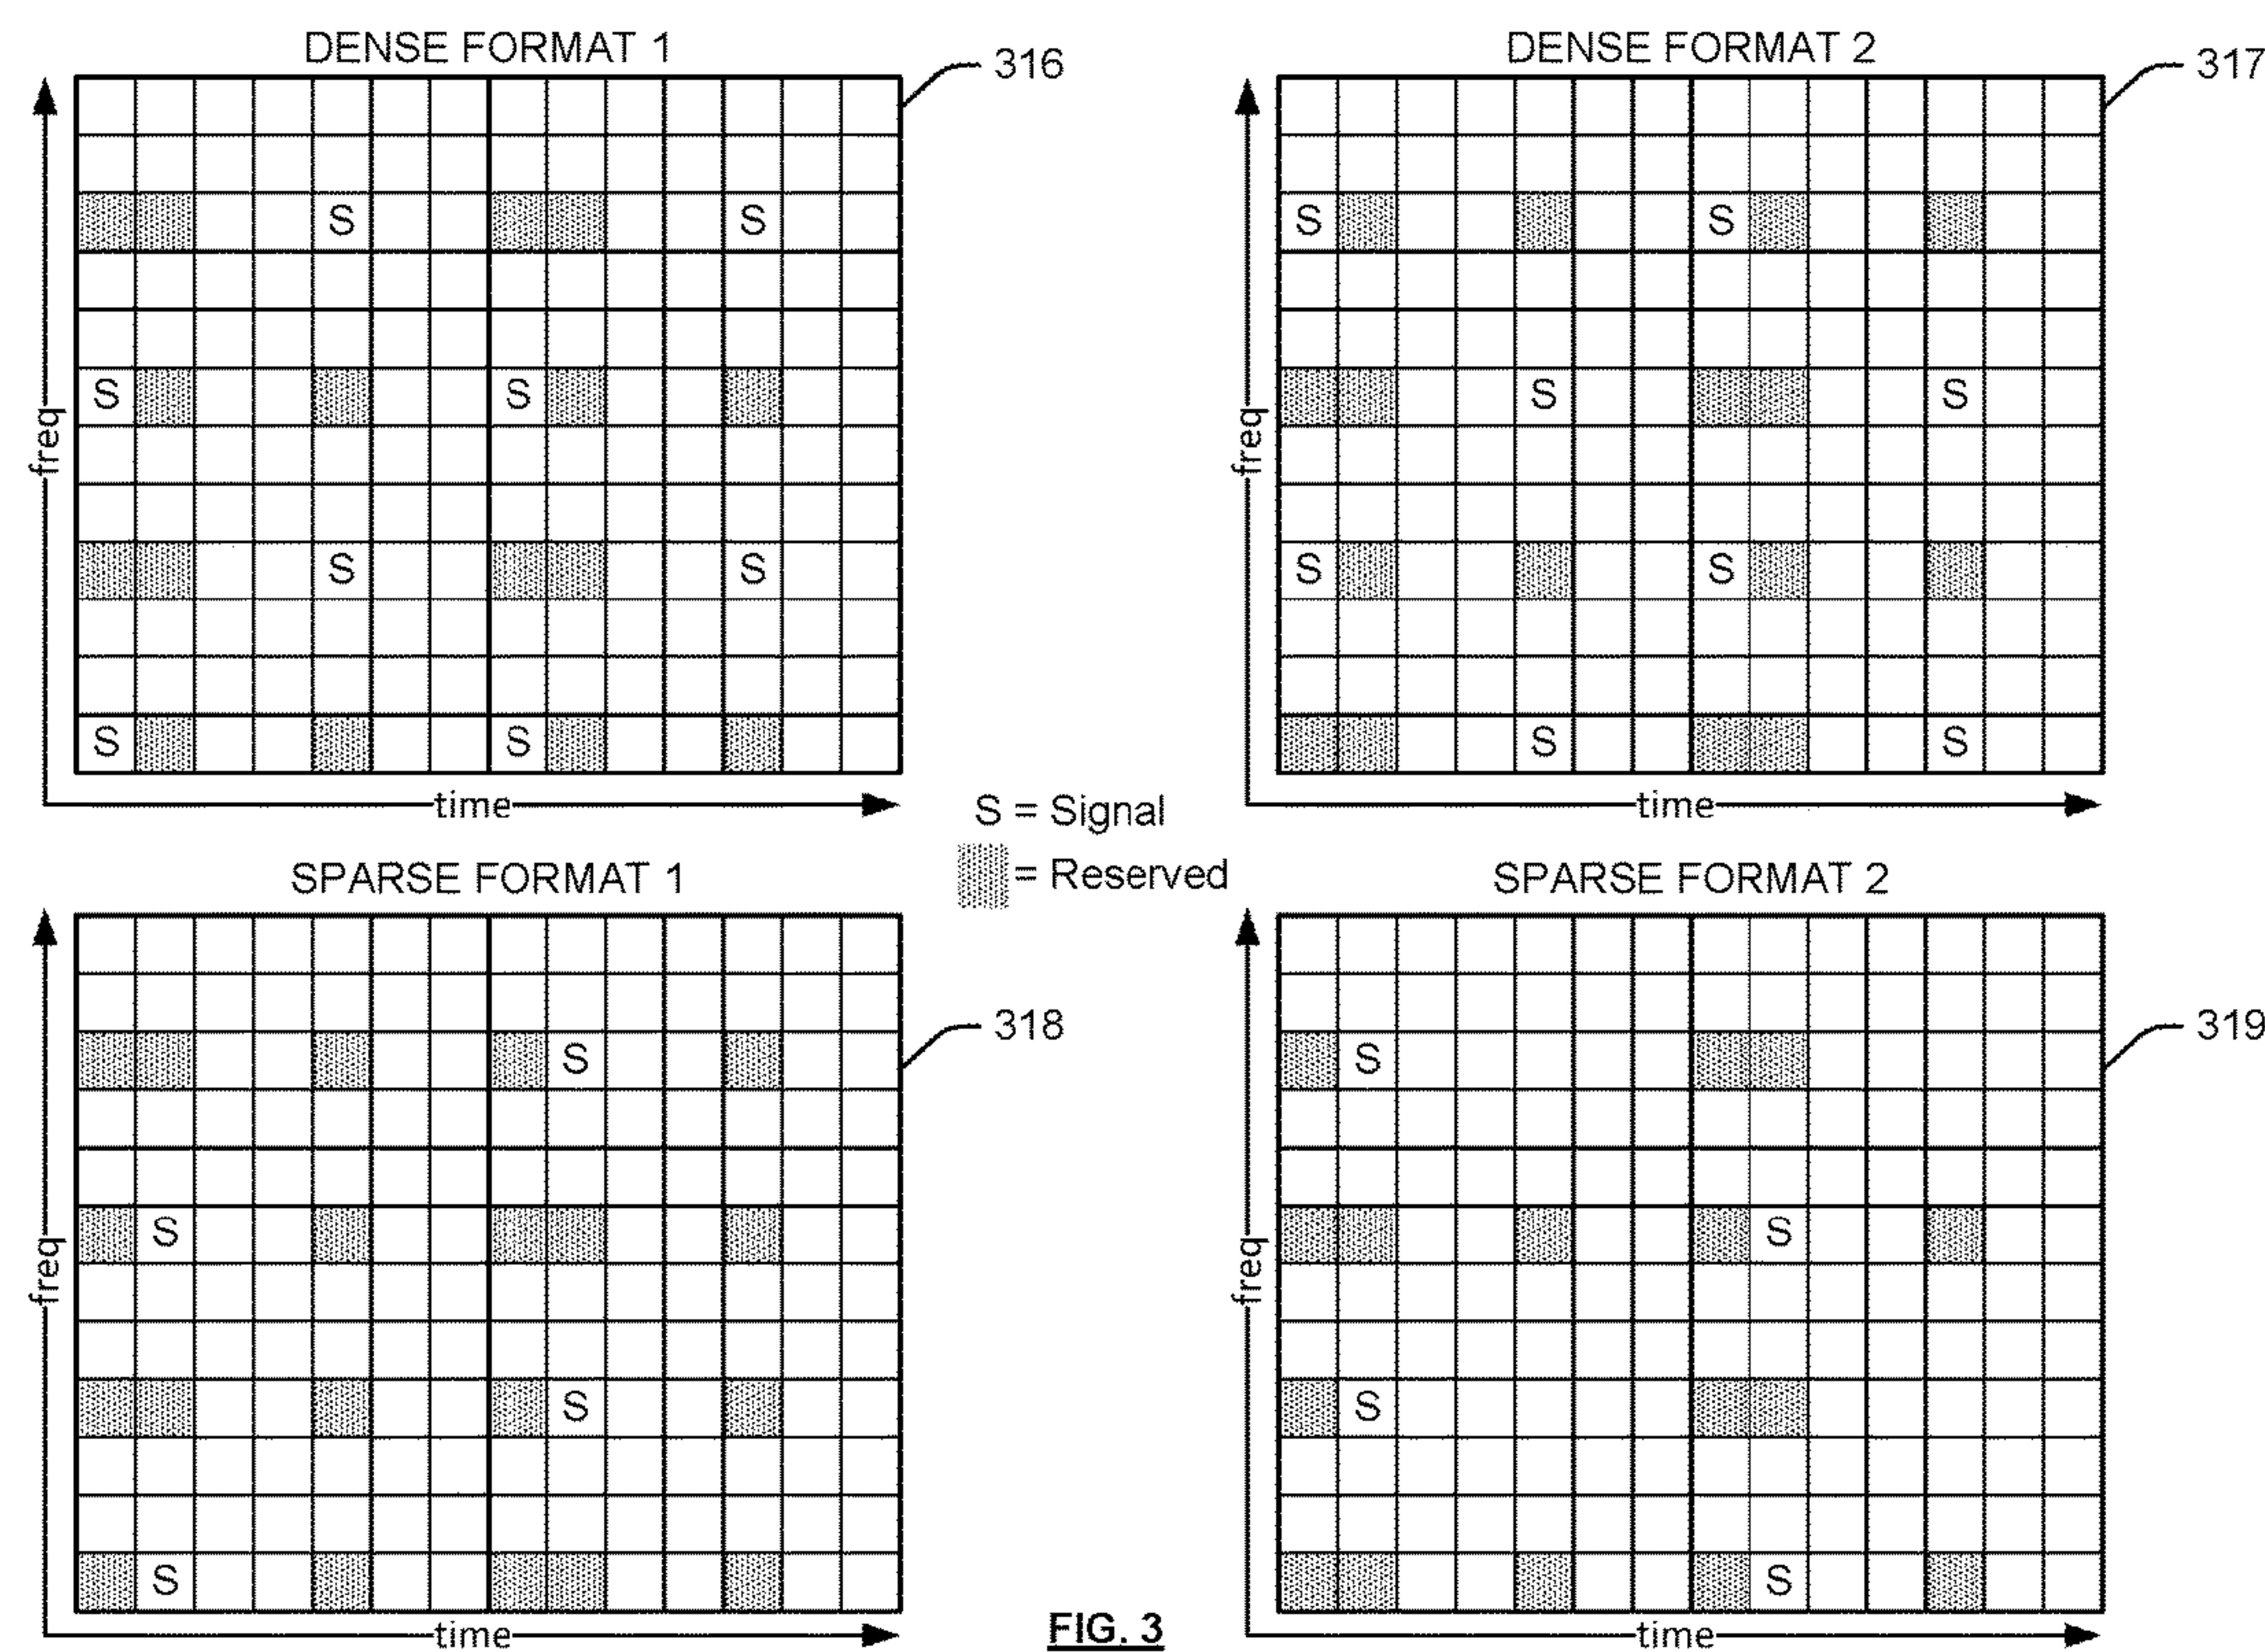 DENSE FORMAT 1
316
S S
S S
S S
S S
freq
time
DENSE FORMAT 2
317
S S
S S
S S
S S
freq
time
S = Signal
= Reserved
SPARSE FORMAT 1
318
S
S
S
S
freq
time
SPARSE FORMAT 2
319
S
S
S
S
freq
time
FIG. 3